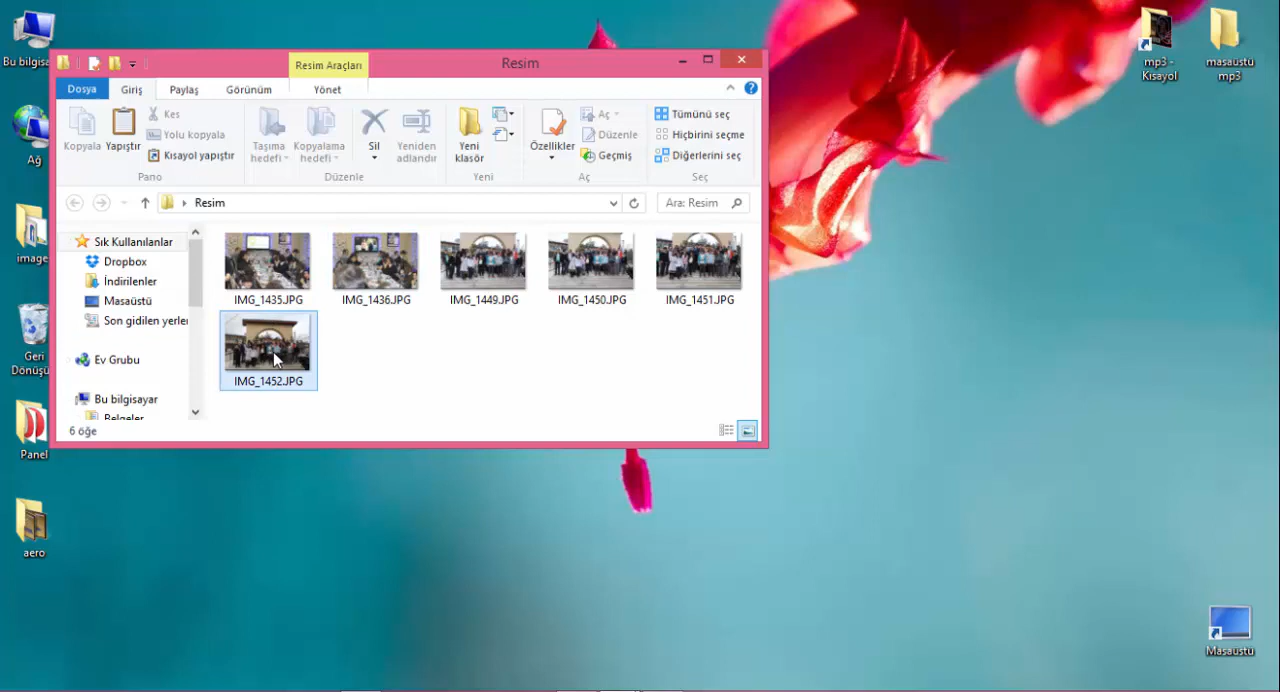 Resim Araçları
Resim
Dosya
Giriş
Paylaş
Görünüm
Yönet
Kopyala
Yapıştır
Kes
Yolu kopyala
Kısayol yapıştır
Pano
Taşıma
hedefi
Kopyalama
hedefi
Sil
Yeniden
adlandır
Düzenle
Yeni
klasör
Yeni
Özellikler
Aç
Düzenle
Geçmiş
Aç
Tümünü seç
Hiçbirini seçme
Diğerlerini seç
Seç
Resim
Ara: Resim
Sık Kullanılanlar
Dropbox
İndirilenler
Masaüstü
Son gidilen yerler
Ev Grubu
Bu bilgisayar
Belgeler
IMG_1435.JPG
IMG_1436.JPG
IMG_1449.JPG
IMG_1450.JPG
IMG_1451.JPG
IMG_1452.JPG
6 öğe
Bu bilgisa
Ağ
image
Geri
Dönüşü
Panel
aero
mp3 -
Kısayol
masaüstü
mp3
Masaüstü